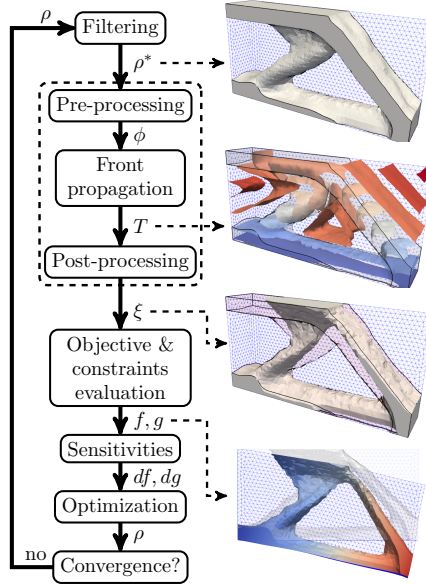 ρ
Filtering
ρ*
Pre-processing
ϕ
Front
propagation
T
Post-processing
ξ
Objective &
constraints
evaluation
f, g
Sensitivities
df, dg
Optimization
ρ
no
Convergence?